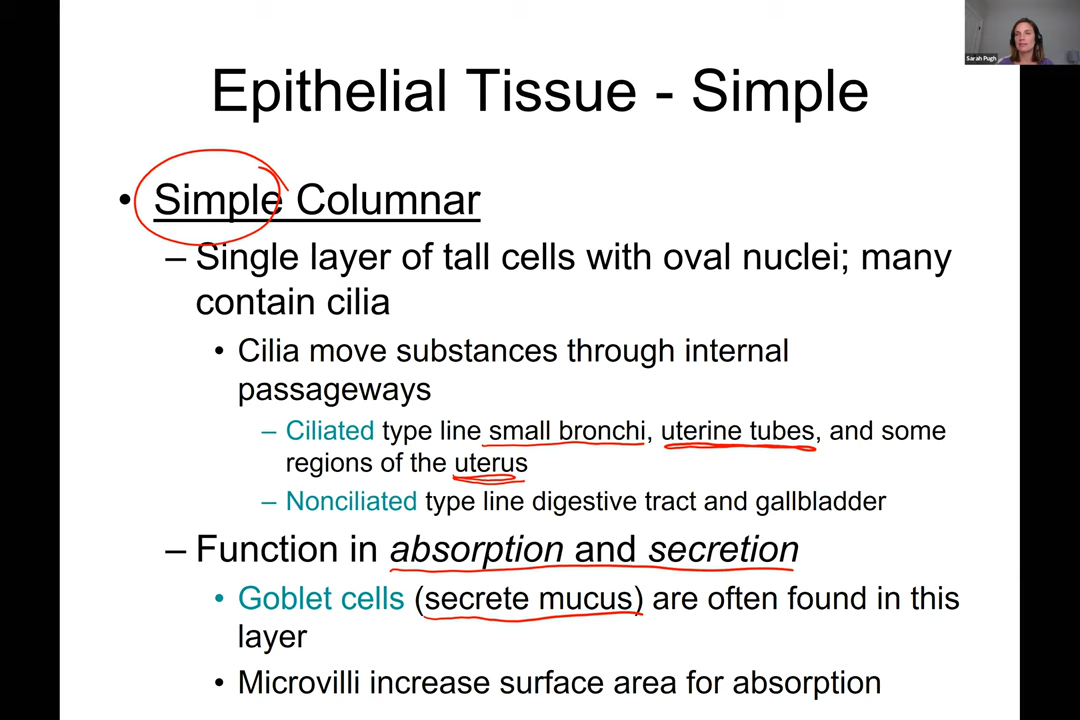 Sarah Pugh
Epithelial Tissue - Simple
• Simple Columnar
– Single layer of tall cells with oval nuclei; many
contain cilia
• Cilia move substances through internal
passageways
– Ciliated type line small bronchi, uterine tubes, and some
regions of the uterus
– Nonciliated type line digestive tract and gallbladder
– Function in absorption and secretion
• Goblet cells (secrete mucus) are often found in this
layer
• Microvilli increase surface area for absorption